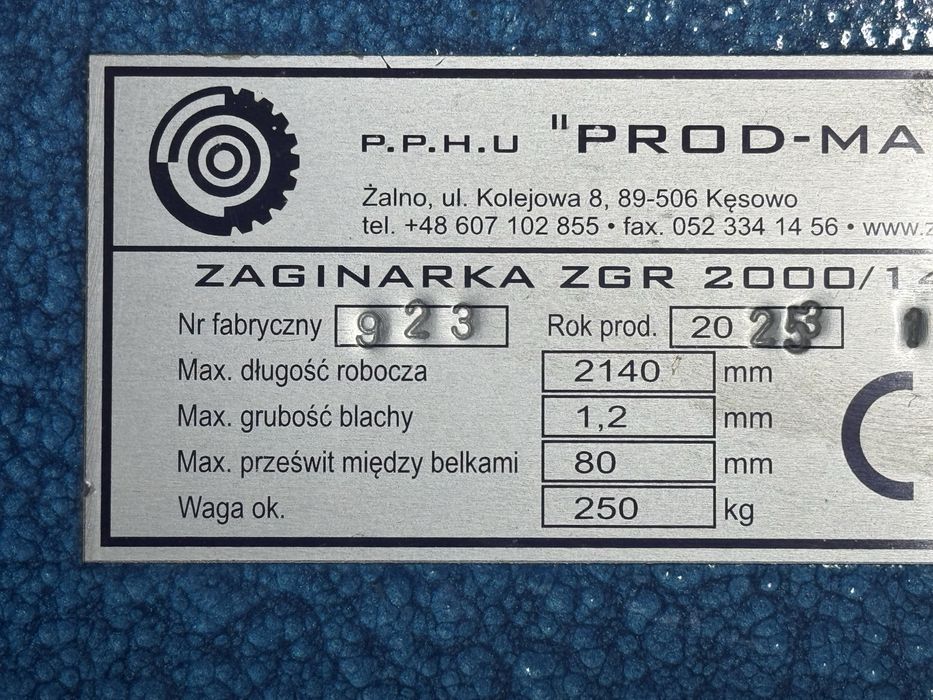 P.P.H.U "PROD-MA
Żalno, ul. Kolejowa 8, 89-506 Kęsowo
tel. +48 607 102 855 • fax. 052 334 14 56 • www.
ZAGINARKA ZGR 2000/1
Nr fabryczny 923 Rok prod. 20
Max. długość robocza 2140 mm
Max. grubość blachy 1,2 mm
Max. prześwit między belkami 80 mm
Waga ok. 250 kg